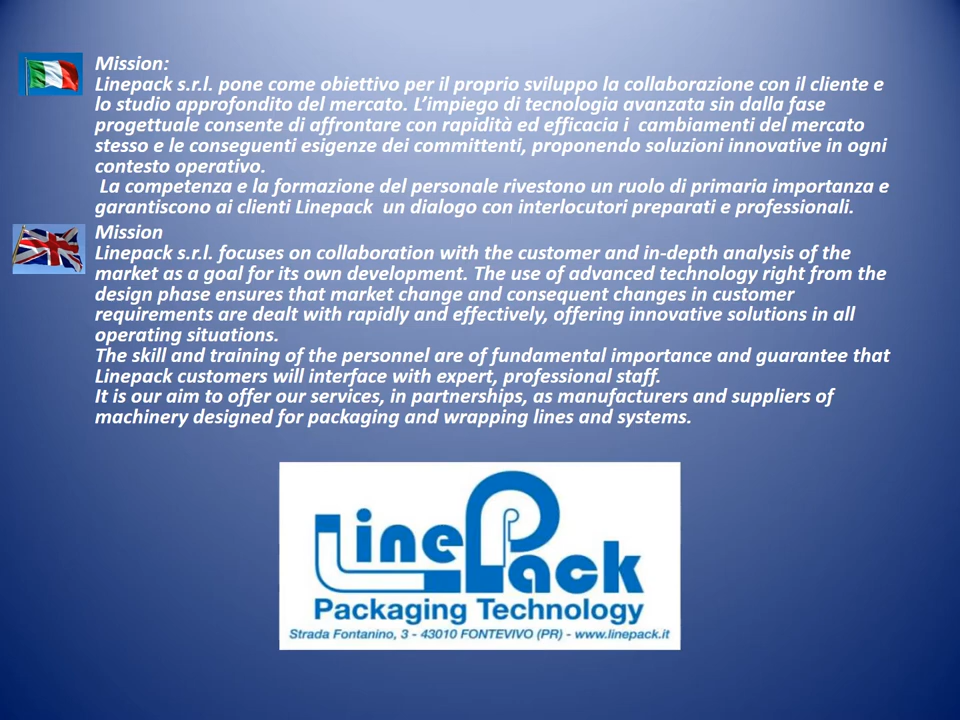 Mission:
Linepack s.r.l. pone come obiettivo per il proprio sviluppo la collaborazione con il cliente e
lo studio approfondito del mercato. L’impiego di tecnologia avanzata sin dalla fase
progettuale consente di affrontare con rapidità ed efficacia i  cambiamenti del mercato
stesso e le conseguenti esigenze dei committenti, proponendo soluzioni innovative in ogni
contesto operativo.
La competenza e la formazione del personale rivestono un ruolo di primaria importanza e
garantiscono ai clienti Linepack  un dialogo con interlocutori preparati e professionali.
Mission
Linepack s.r.l. focuses on collaboration with the customer and in-depth analysis of the
market as a goal for its own development. The use of advanced technology right from the
design phase ensures that market change and consequent changes in customer
requirements are dealt with rapidly and effectively, offering innovative solutions in all
operating situations.
The skill and training of the personnel are of fundamental importance and guarantee that
Linepack customers will interface with expert, professional staff.
It is our aim to offer our services, in partnerships, as manufacturers and suppliers of
machinery designed for packaging and wrapping lines and systems.
LinePack
Packaging Technology
Strada Fontanino, 3 - 43010 FONTEVIVO (PR) - www.linepack.it